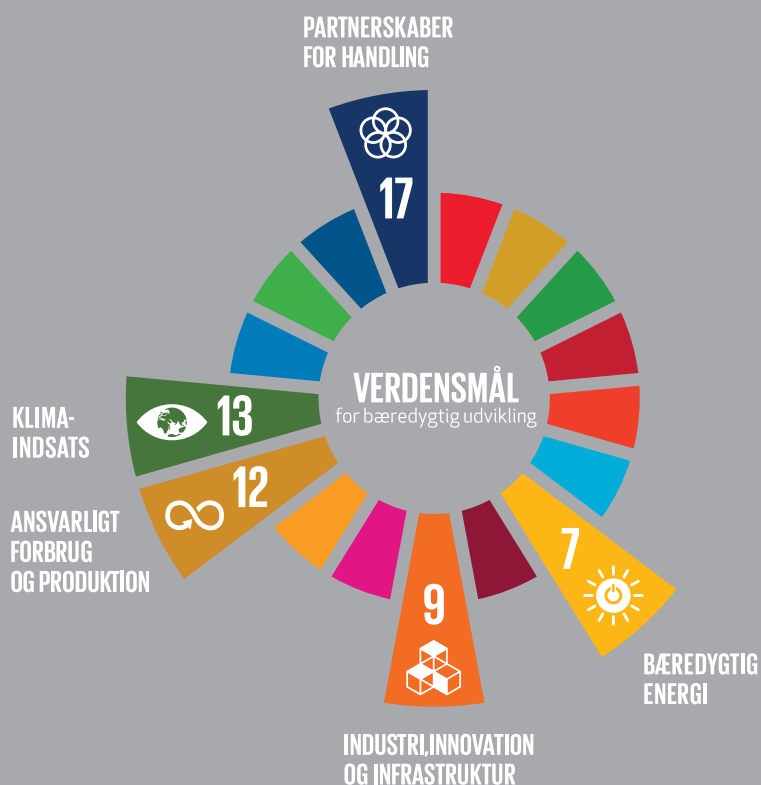 PARTNERSKABER
FOR HANDLING
17
VERDENSMÅL
for bæredygtig udvikling
13
KLIMA-
INDSATS
12
ANSVARLIGT
FORBRUG
OG PRODUKTION
7
BÆREDYGTIG
ENERGI
9
INDUSTRI,INNOVATION
OG INFRASTRUKTUR